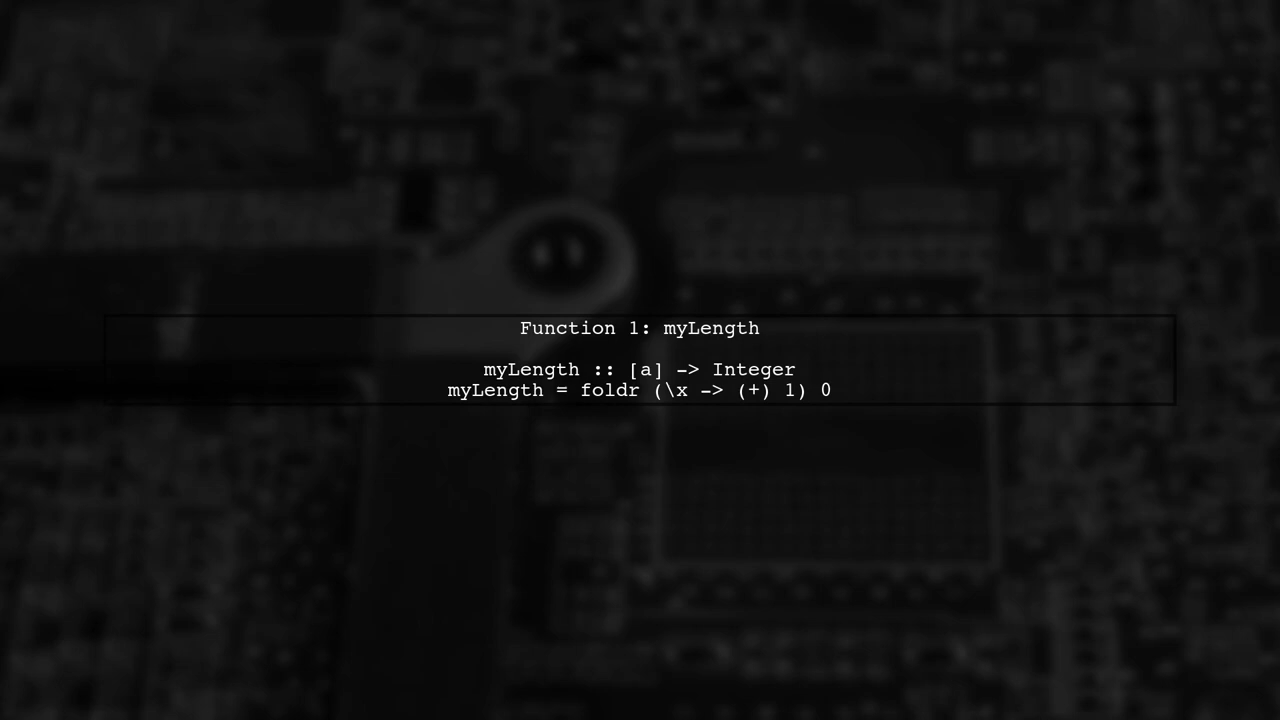 Function 1: myLength
myLength :: [a] -> Integer
myLength = foldr (\x -> (+) 1) 0